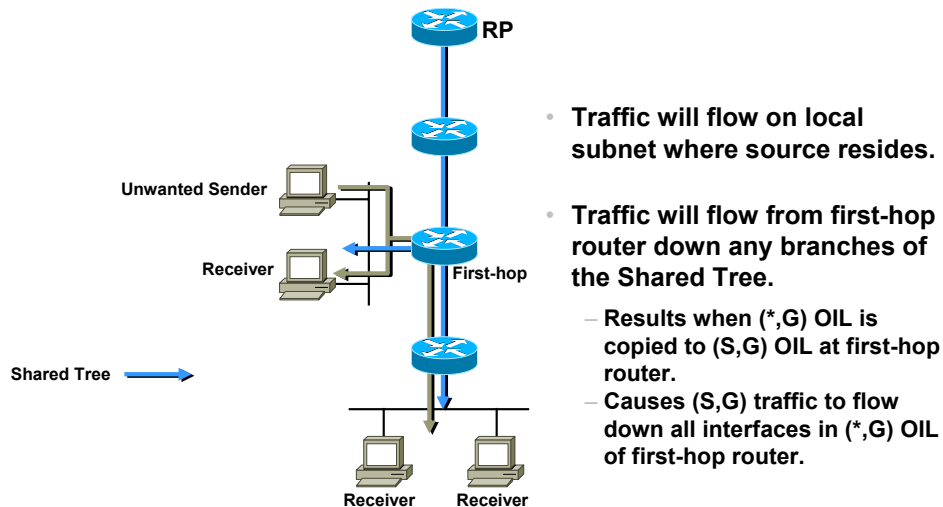 RP
Unwanted Sender
Receiver
First-hop
Shared Tree
Receiver
Receiver
• Traffic will flow on local
subnet where source resides.
• Traffic will flow from first-hop
router down any branches of
the Shared Tree.
– Results when (*,G) OIL is
copied to (S,G) OIL at first-hop
router.
– Causes (S,G) traffic to flow
down all interfaces in (*,G) OIL
of first-hop router.